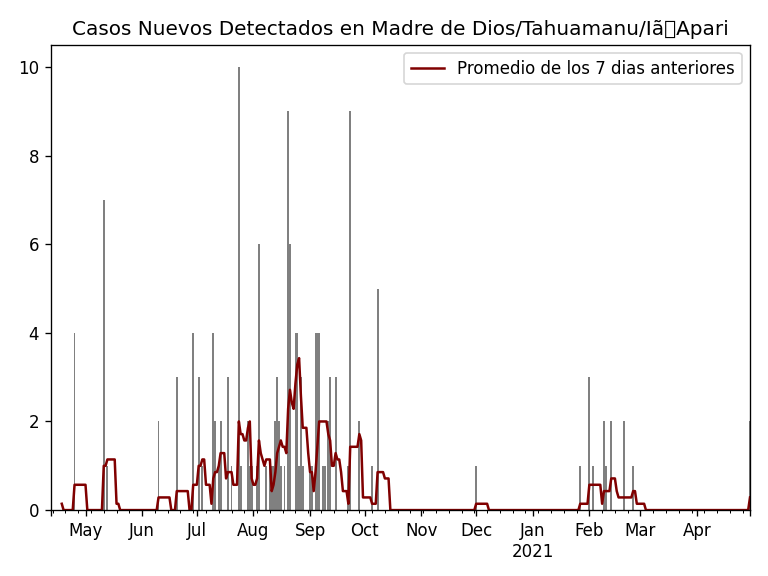 Casos Nuevos Detectados en Madre de Dios/Tahuamanu/Iã▯Apari
Promedio de los 7 dias anteriores
10
8
6
4
2
0
May Jun Jul Aug Sep Oct Nov Dec Jan Feb Mar Apr
2021